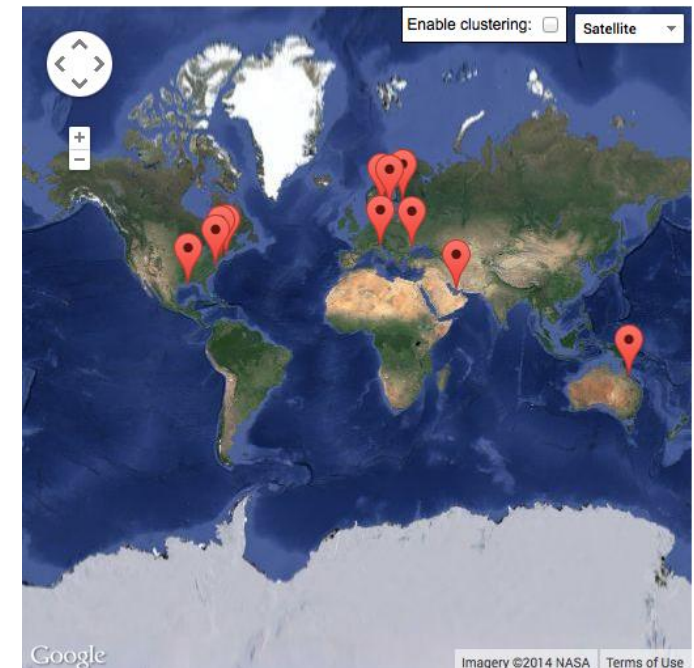 Enable clustering:
Satellite
+
−
Google
Imagery ©2014 NASA
Terms of Use